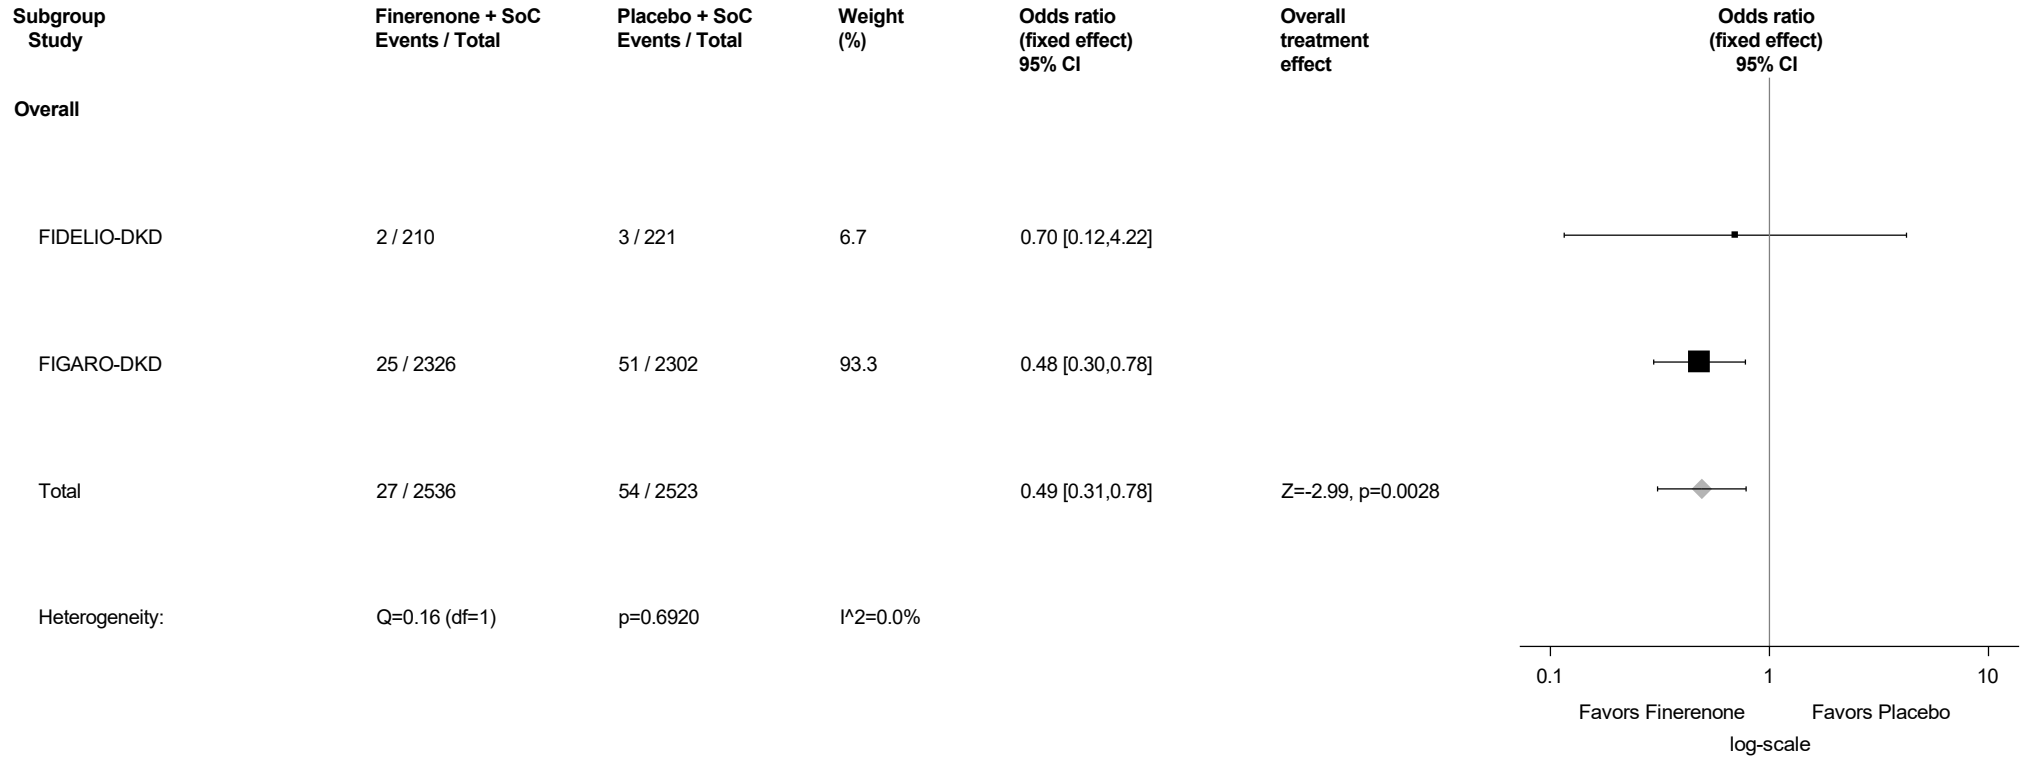 Subgroup Finerenone + SoC Placebo + SoC Weight Odds ratio Overall Odds ratio
Study Events / Total Events / Total (%) (fixed effect) treatment (fixed effect)
95% CI effect 95% CI
Overall
FIDELIO-DKD 2 / 210 3 / 221 6.7 0.70 [0.12,4.22]
FIGARO-DKD 25 / 2326 51 / 2302 93.3 0.48 [0.30,0.78]
Total 27 / 2536 54 / 2523 0.49 [0.31,0.78] Z=-2.99, p=0.0028
Heterogeneity: Q=0.16 (df=1) p=0.6920 I^2=0.0%
0.1 1 10
Favors Finerenone Favors Placebo
log-scale